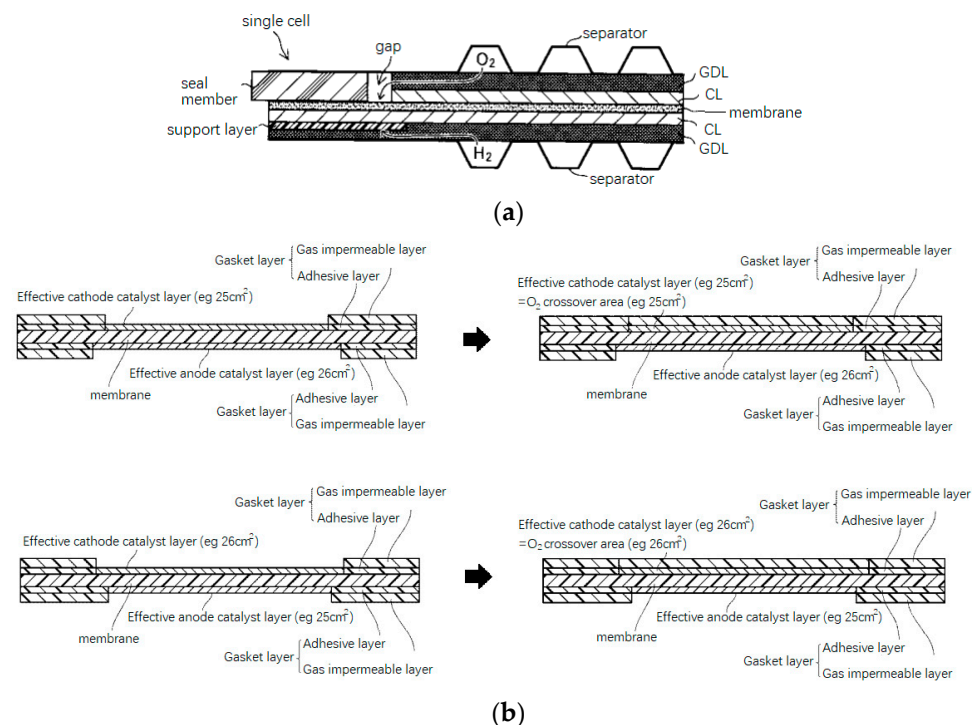 single cell
gap
separator
O₂
seal
member
GDL
CL
membrane
support layer
CL
GDL
H₂
separator
(a)
Gas impermeable layer
Gasket layer
Adhesive layer
Effective cathode catalyst layer (eg 25cm²)
Effective anode catalyst layer (eg 26cm²)
membrane
Adhesive layer
Gasket layer
Gas impermeable layer
Gas impermeable layer
Gasket layer
Adhesive layer
Effective cathode catalyst layer (eg 25cm²)
=O₂ crossover area (eg 25cm²)
Effective anode catalyst layer (eg 26cm²)
membrane
Adhesive layer
Gasket layer
Gas impermeable layer
Gas impermeable layer
Gasket layer
Adhesive layer
Effective cathode catalyst layer (eg 26cm²)
Effective anode catalyst layer (eg 25cm²)
membrane
Adhesive layer
Gasket layer
Gas impermeable layer
Gas impermeable layer
Gasket layer
Adhesive layer
Effective cathode catalyst layer (eg 26cm²)
=O₂ crossover area (eg 26cm²)
Effective anode catalyst layer (eg 25cm²)
membrane
Adhesive layer
Gasket layer
Gas impermeable layer
(b)